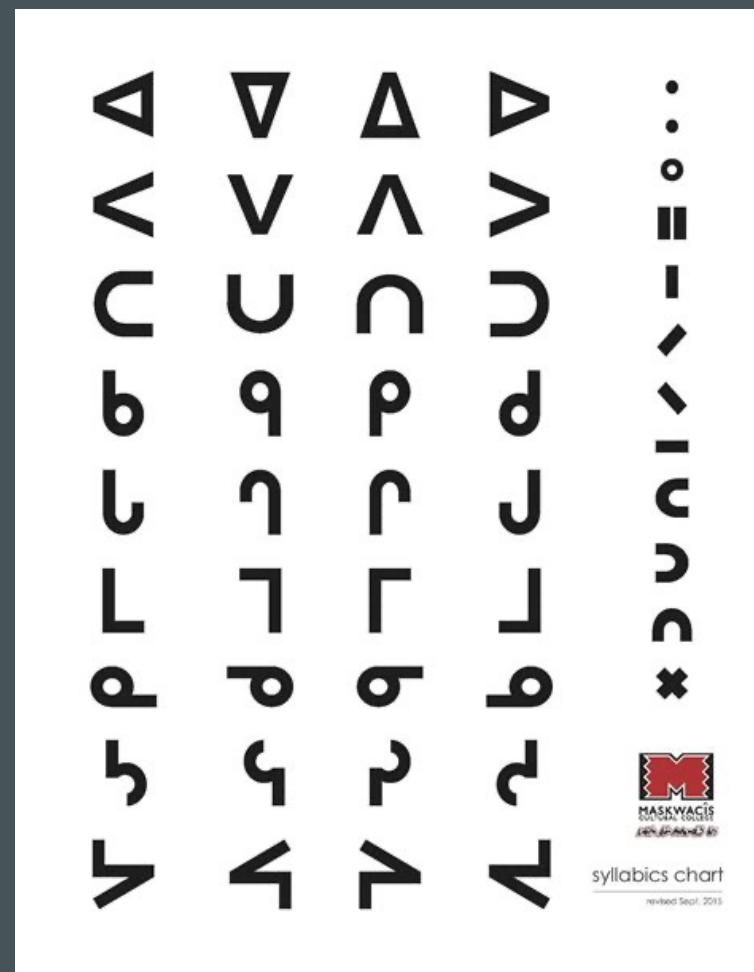 ᐊ ᐁ ᐃ ᐅ
ᐸ ᐯ ᐱ ᐳ
ᑕ ᑌ ᑎ ᑐ
ᑲ ᑫ ᑭ ᑯ
ᒐ ᒉ ᒋ ᒍ
ᒪ ᒣ ᒥ ᒧ
ᓇ ᓀ ᓂ ᓄ
ᓴ ᓭ ᓯ ᓱ
ᔭ ᔦ ᔨ ᔪ
ᐧ
ᐧ
ᐤ
ᐦ
ᑊ
ᐟ
ᐠ
ᐨ
ᒼ
ᐣ
ᐢ
ᕽ
M
MASKWACÎS
CULTURAL COLLEGE
syllabics chart
revised Sept. 2015